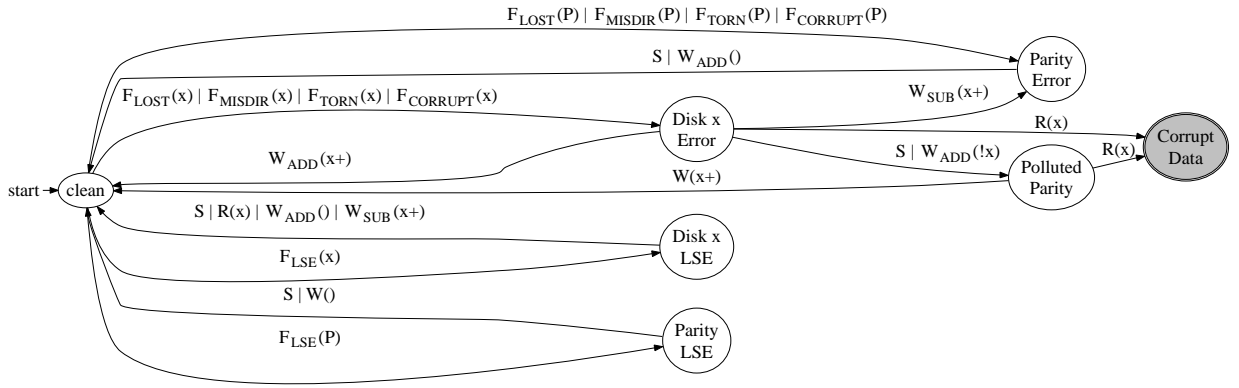 F_LOST(P) | F_MISDIR(P) | F_TORN(P) | F_CORRUPT(P)
S | W_ADD()
Parity
Error
F_LOST(x) | F_MISDIR(x) | F_TORN(x) | F_CORRUPT(x)
W_SUB(x+)
Disk x
Error
R(x)
Corrupt
Data
W_ADD(x+)
S | W_ADD(!x)
R(x)
Polluted
Parity
W(x+)
start
clean
S | R(x) | W_ADD() | W_SUB(x+)
Disk x
LSE
F_LSE(x)
S | W()
Parity
LSE
F_LSE(P)